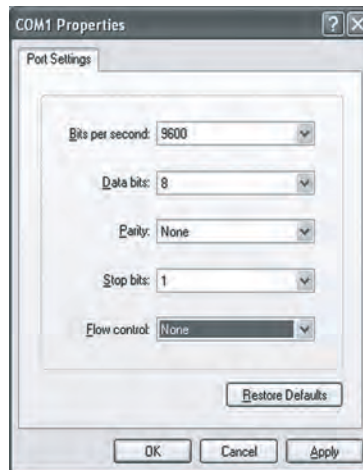 COM1 Properties
Port Settings
Bits per second: 9600
Data bits: 8
Parity: None
Stop bits: 1
Flow control: None
Restore Defaults
OK Cancel Apply